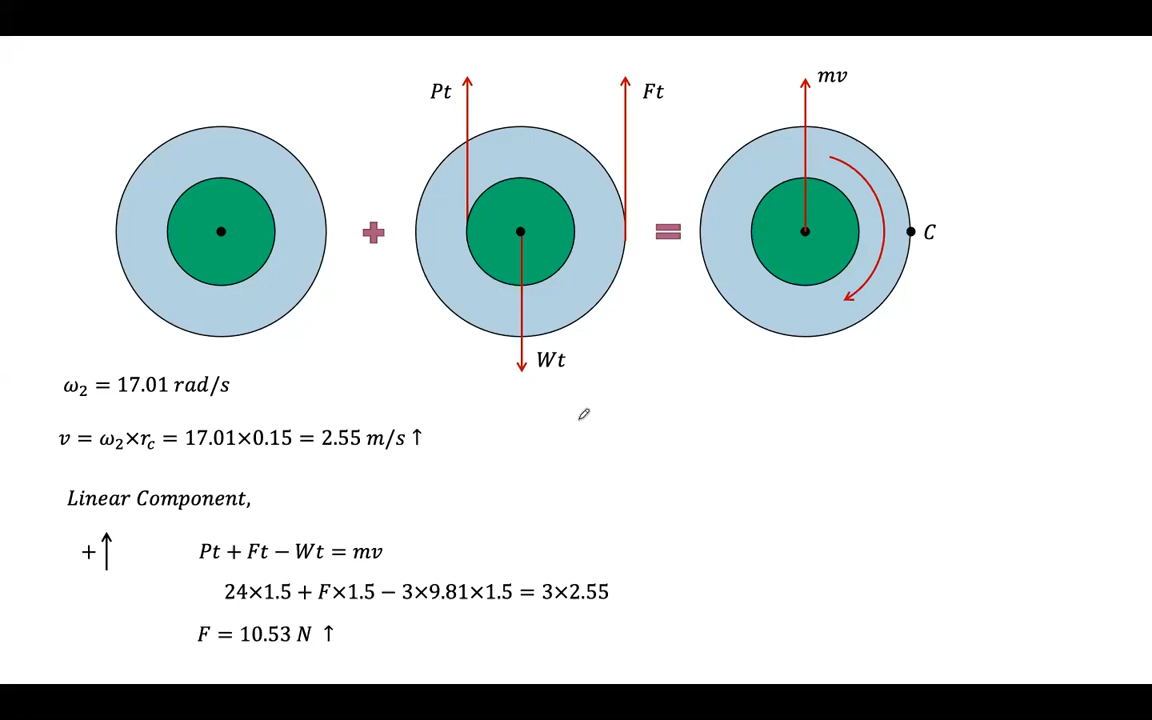 Pt
Ft
mv
C
Wt
ω₂ = 17.01 rad/s
v = ω₂×r꜀ = 17.01×0.15 = 2.55 m/s ↑
Linear Component,
+↑ Pt + Ft − Wt = mv
24×1.5 + F×1.5 − 3×9.81×1.5 = 3×2.55
F = 10.53 N ↑